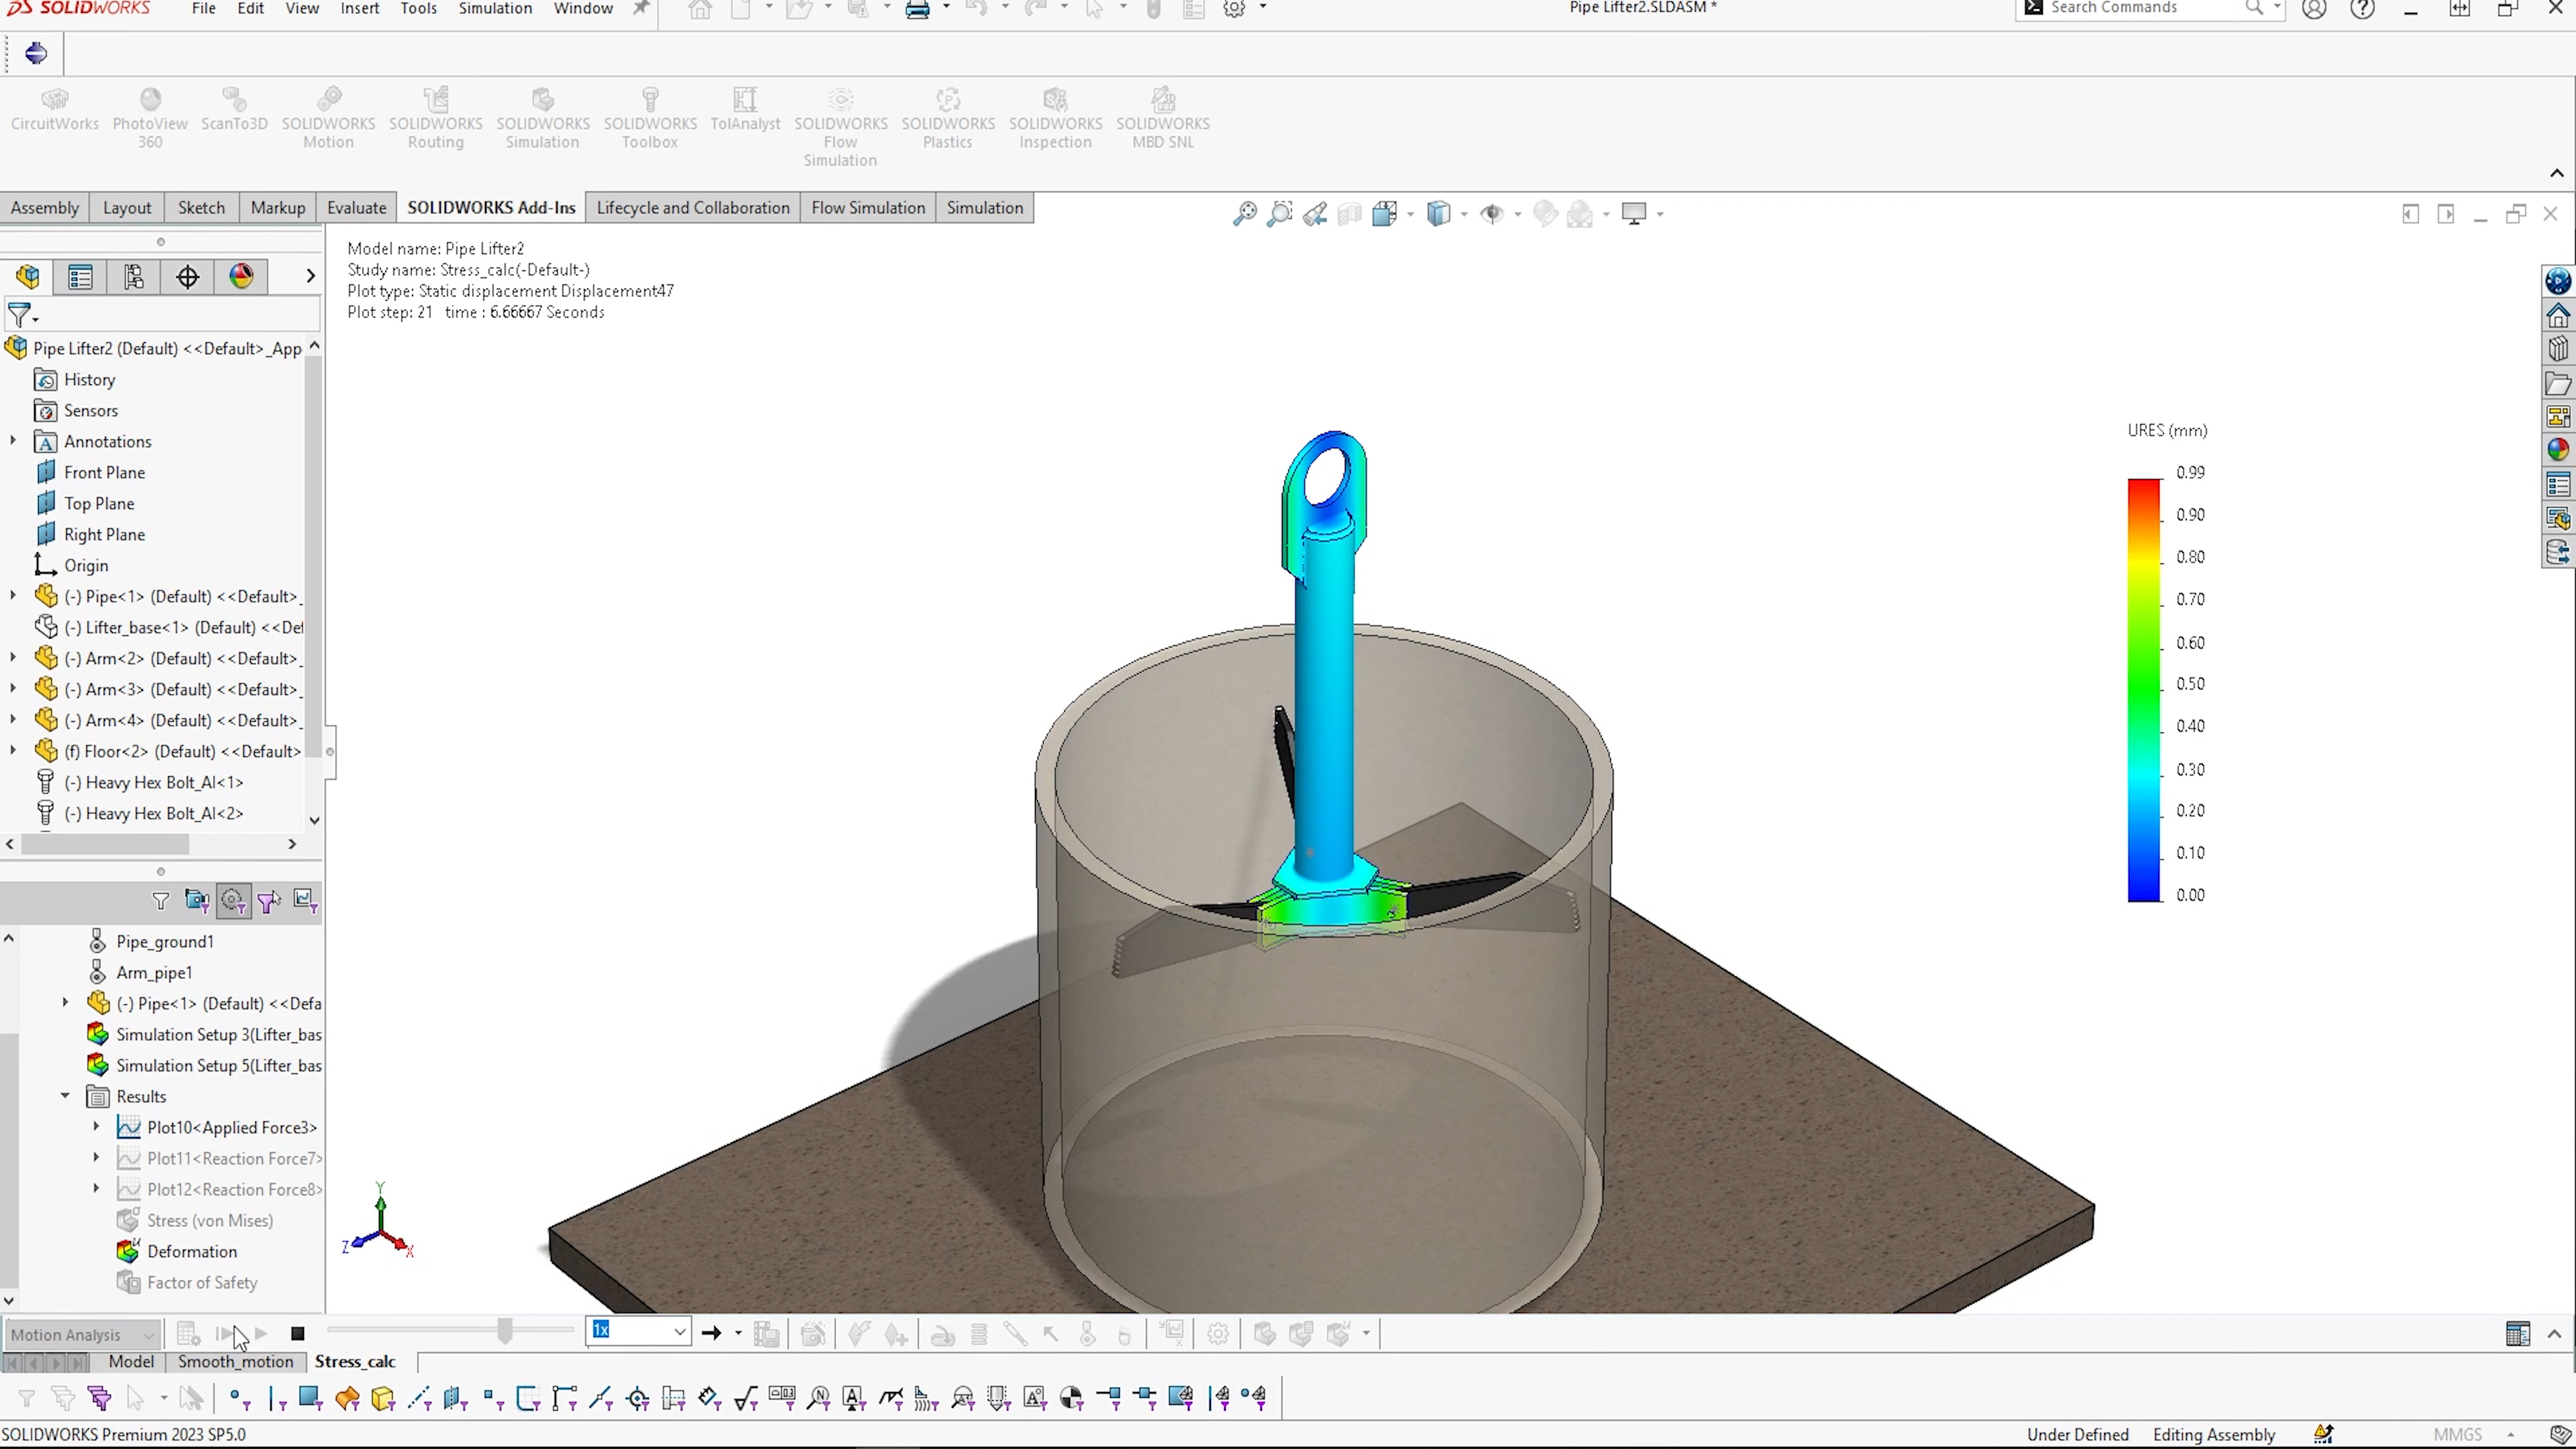 SOLIDWORKS File Edit View Insert Tools Simulation Window Pipe Lifter2.SLDASM * Search Commands
CircuitWorks
PhotoView 360
ScanTo3D
SOLIDWORKS Motion
SOLIDWORKS Routing
SOLIDWORKS Simulation
SOLIDWORKS Toolbox
TolAnalyst
SOLIDWORKS Flow Simulation
SOLIDWORKS Plastics
SOLIDWORKS Inspection
SOLIDWORKS MBD SNL
Assembly Layout Sketch Markup Evaluate SOLIDWORKS Add-Ins Lifecycle and Collaboration Flow Simulation Simulation
Model name: Pipe Lifter2
Study name: Stress_calc(-Default-)
Plot type: Static displacement Displacement47
Plot step: 21 time : 6.66667 Seconds
Pipe Lifter2 (Default) <<Default>_App
History
Sensors
Annotations
Front Plane
Top Plane
Right Plane
Origin
(-) Pipe<1> (Default) <<Default>_
(-) Lifter_base<1> (Default) <<Def
(-) Arm<2> (Default) <<Default>_
(-) Arm<3> (Default) <<Default>_
(-) Arm<4> (Default) <<Default>_
(f) Floor<2> (Default) <<Default>
(-) Heavy Hex Bolt_AI<1>
(-) Heavy Hex Bolt_AI<2>
Pipe_ground1
Arm_pipe1
(-) Pipe<1> (Default) <<Defa
Simulation Setup 3(Lifter_bas
Simulation Setup 5(Lifter_bas
Results
Plot10<Applied Force3>
Plot11<Reaction Force7>
Plot12<Reaction Force8>
Stress (von Mises)
Deformation
Factor of Safety
URES (mm)
0.99
0.90
0.80
0.70
0.60
0.50
0.40
0.30
0.20
0.10
0.00
Y
Z
X
Motion Analysis 1x
Model Smooth_motion Stress_calc
SOLIDWORKS Premium 2023 SP5.0 Under Defined Editing Assembly MMGS